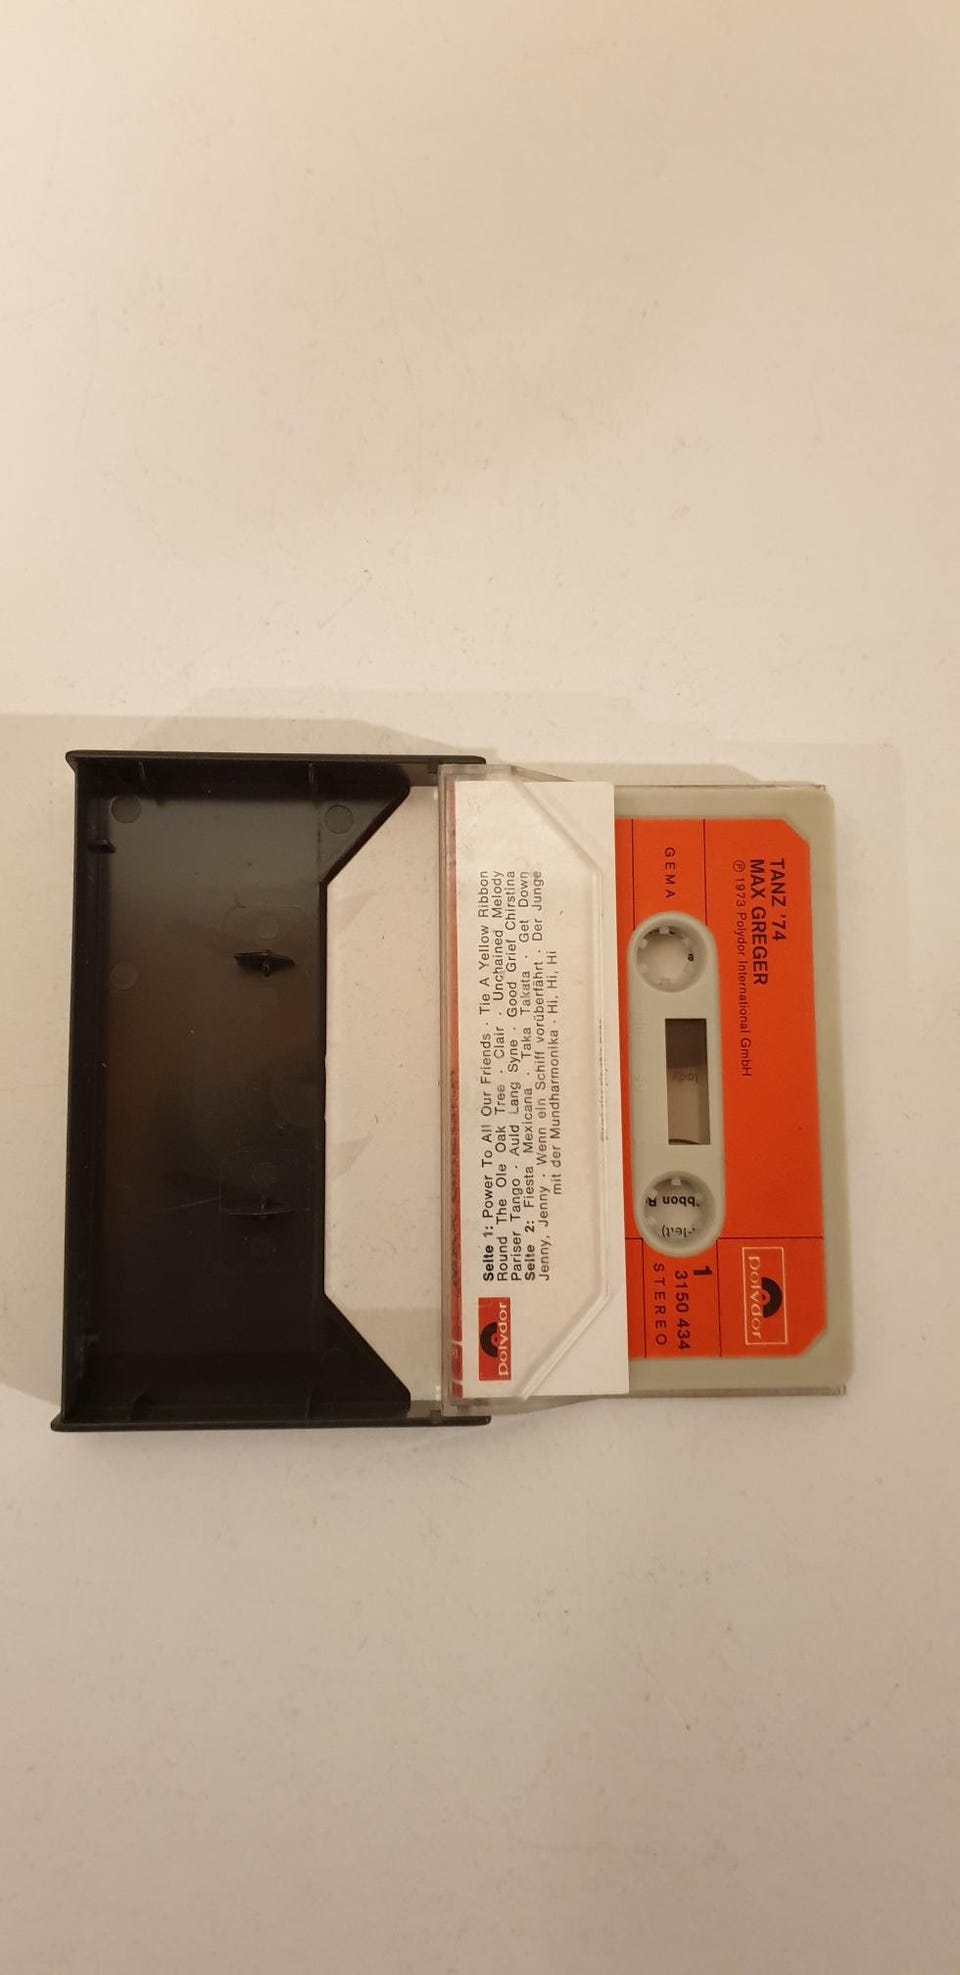 Seite 1: Power To All Our Friends · Tie A Yellow Ribbon
Round The Ole Oak Tree · Clair · Unchained Melody
Pariser Tango · Auld Lang Syne · Good Grief Chirstina
Seite 2: Fiesta Mexicana · Taka Takata · Get Down
Jenny, Jenny · Wenn ein Schiff vorüberfährt · Der Junge
mit der Mundharmonika · Hi, Hi, Hi
Polydor
TANZ '74
MAX GREGER
Ⓟ 1973 Polydor International GmbH
GEMA
1
3150 434
STEREO
Polydor